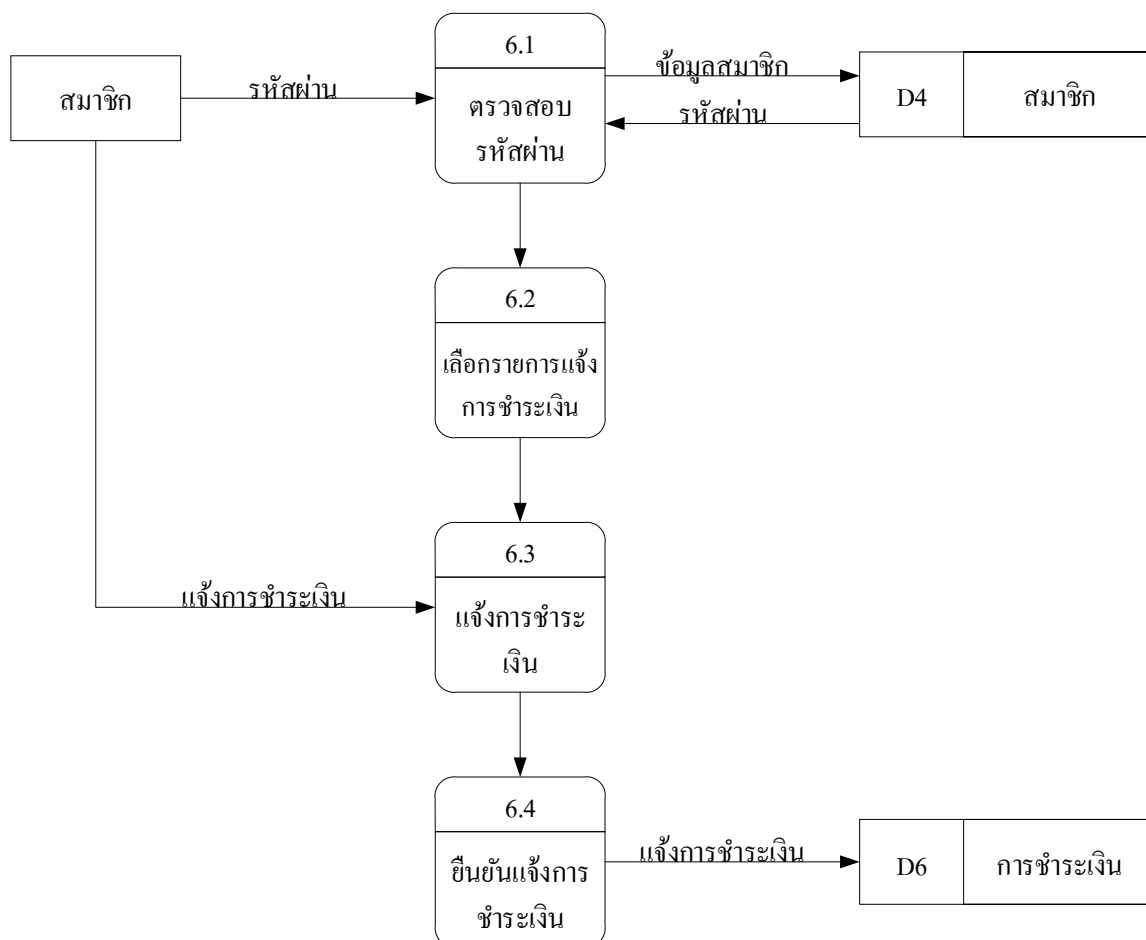 6.1
สมาชิก
รหัสผ่าน
ตรวจสอบ
รหัสผ่าน
ข้อมูลสมาชิก
รหัสผ่าน
D4
สมาชิก
6.2
เลือกรายการแจ้ง
การชำระเงิน
6.3
แจ้งการชำระเงิน
แจ้งการชำระ
เงิน
6.4
ยืนยันแจ้งการ
ชำระเงิน
แจ้งการชำระเงิน
D6
การชำระเงิน